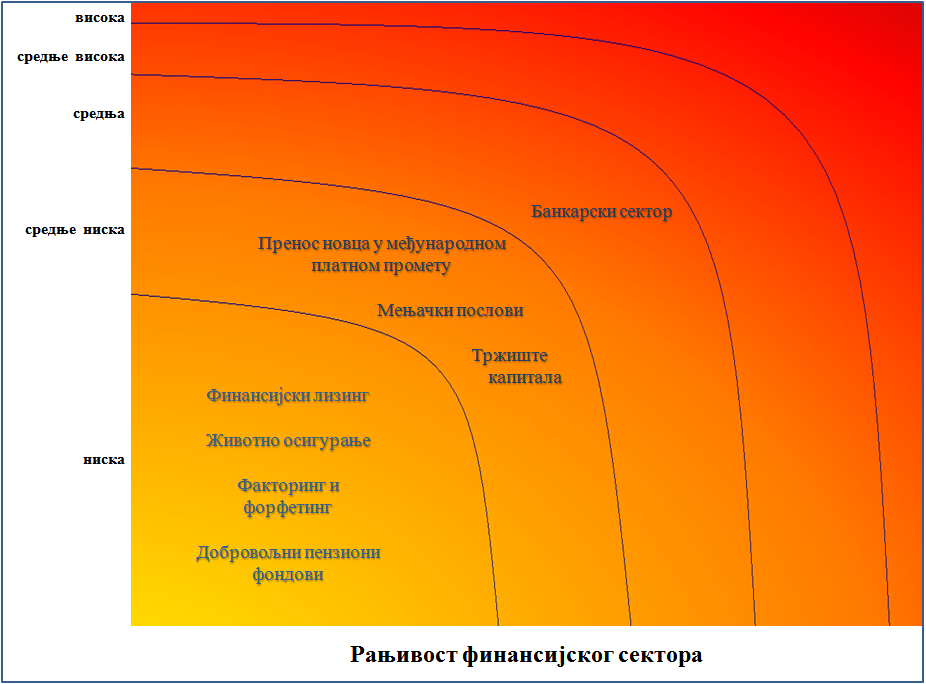 висока
средње висока
средња
средње ниска
ниска
Банкарски сектор
Пренос новца у међународном
платном промету
Мењачки послови
Тржиште
капитала
Финансијски лизинг
Животно осигурање
Факторинг и
форфетинг
Добровољни пензиони
фондови
Рањивост финансијског сектора